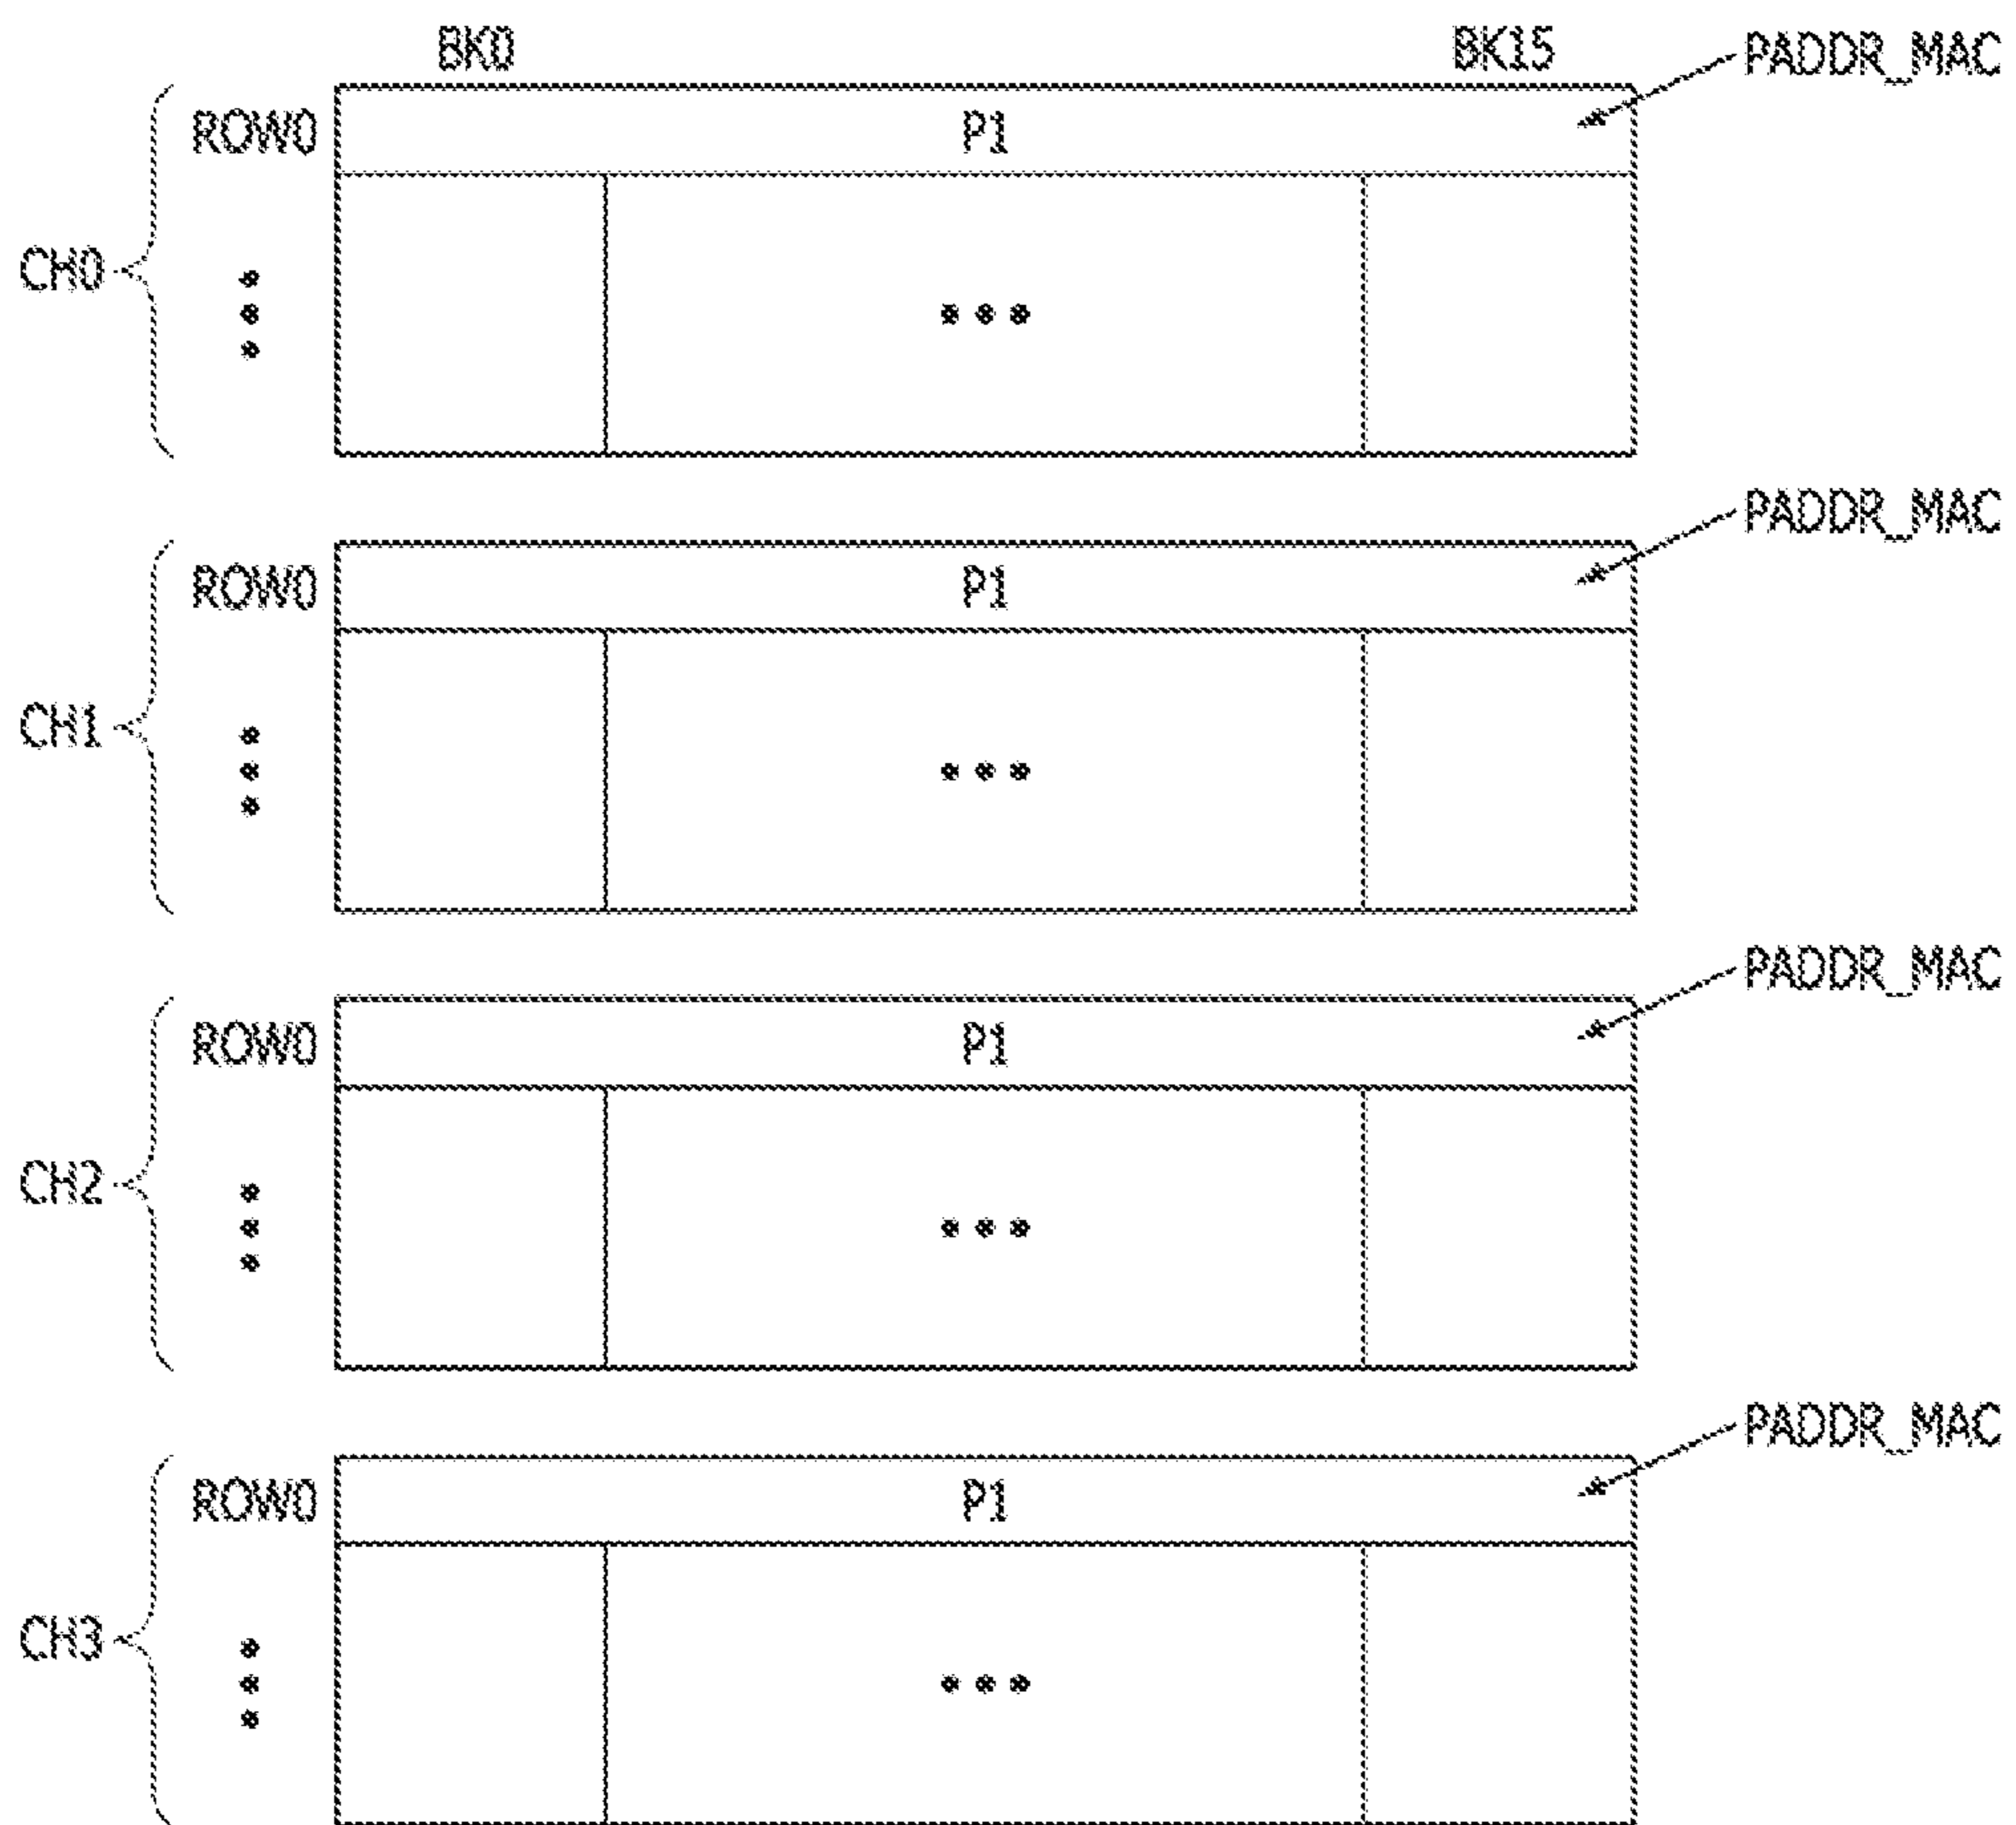 BK0 BK15 PADDR_MAC
ROW0 P1
CH0
PADDR_MAC
ROW0 P1
CH1
PADDR_MAC
ROW0 P1
CH2
PADDR_MAC
ROW0 P1
CH3